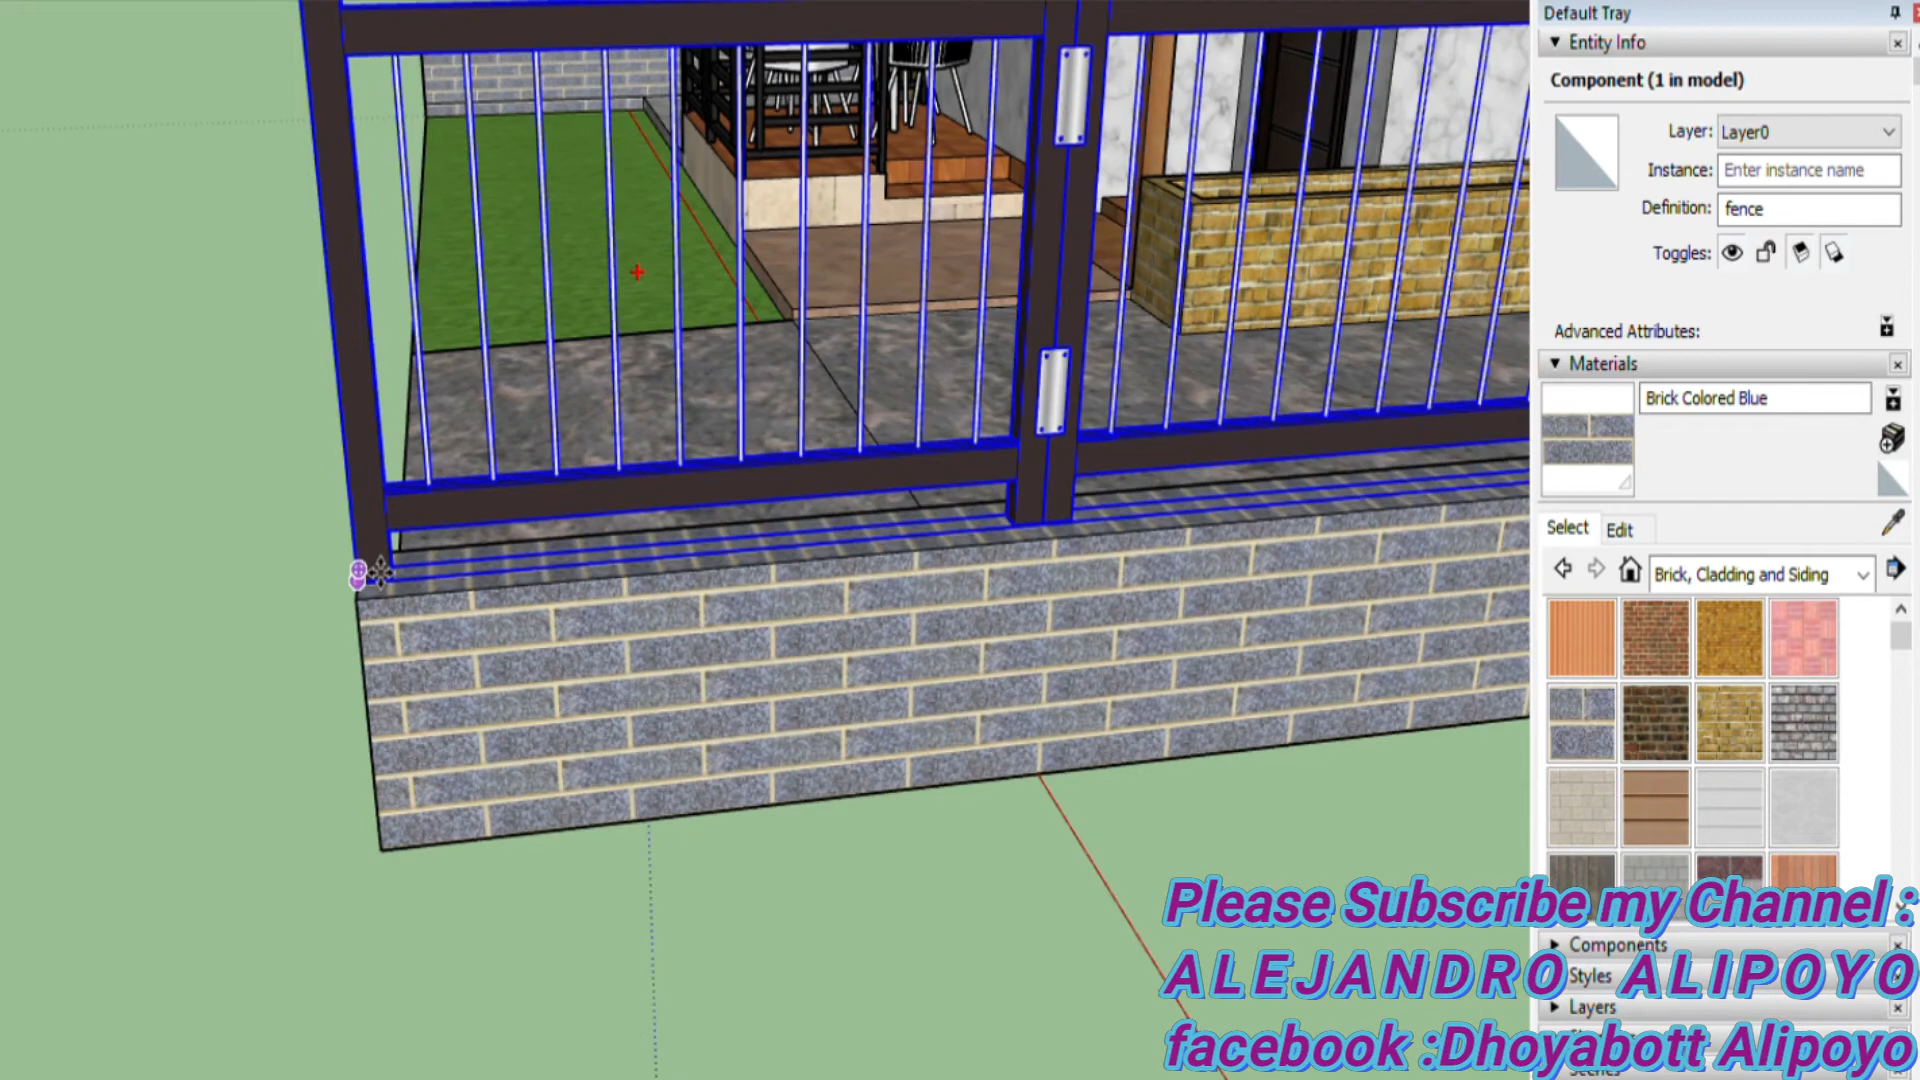 Default Tray
Entity Info
Component (1 in model)
Layer: Layer0
Instance: Enter instance name
Definition: fence
Toggles:
Advanced Attributes:
Materials
Brick Colored Blue
Select Edit
Brick, Cladding and Siding
Please Subscribe my Channel :
Components
ALEJANDRO ALIPOYO
Styles
Layers
facebook :Dhoyabott Alipoyo